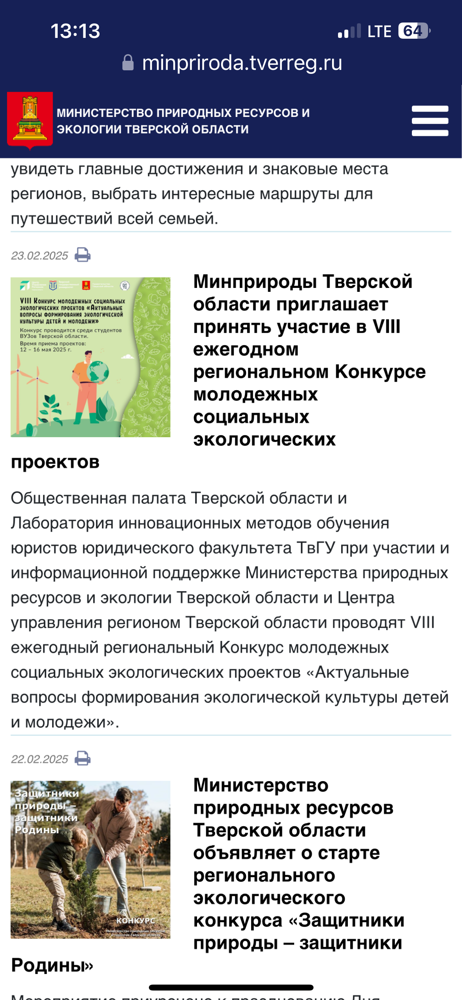 13:13
LTE 64
minpriroda.tverreg.ru
МИНИСТЕРСТВО ПРИРОДНЫХ РЕСУРСОВ И
ЭКОЛОГИИ ТВЕРСКОЙ ОБЛАСТИ
увидеть главные достижения и знаковые места
регионов, выбрать интересные маршруты для
путешествий всей семьей.
23.02.2025
VIII Конкурс молодежных социальных
экологических проектов «Актуальные
вопросы формирования экологической
культуры детей и молодежи»
Конкурс проводится среди студентов
ВУЗов Тверской области.
Время приема проектов:
12 – 16 мая 2025 г.
Минприроды Тверской
области приглашает
принять участие в VIII
ежегодном
региональном Конкурсе
молодежных
социальных
экологических
проектов
Общественная палата Тверской области и
Лаборатория инновационных методов обучения
юристов юридического факультета ТвГУ при участии и
информационной поддержке Министерства природных
ресурсов и экологии Тверской области и Центра
управления регионом Тверской области проводят VIII
ежегодный региональный Конкурс молодежных
социальных экологических проектов «Актуальные
вопросы формирования экологической культуры детей
и молодежи».
22.02.2025
Защитники
природы –
защитники
Родины
КОНКУРС
Министерство природных ресурсов
и экологии Тверской области
Министерство
природных ресурсов
Тверской области
объявляет о старте
регионального
экологического
конкурса «Защитники
природы – защитники
Родины»
Мероприятие приурочено к празднованию Дня